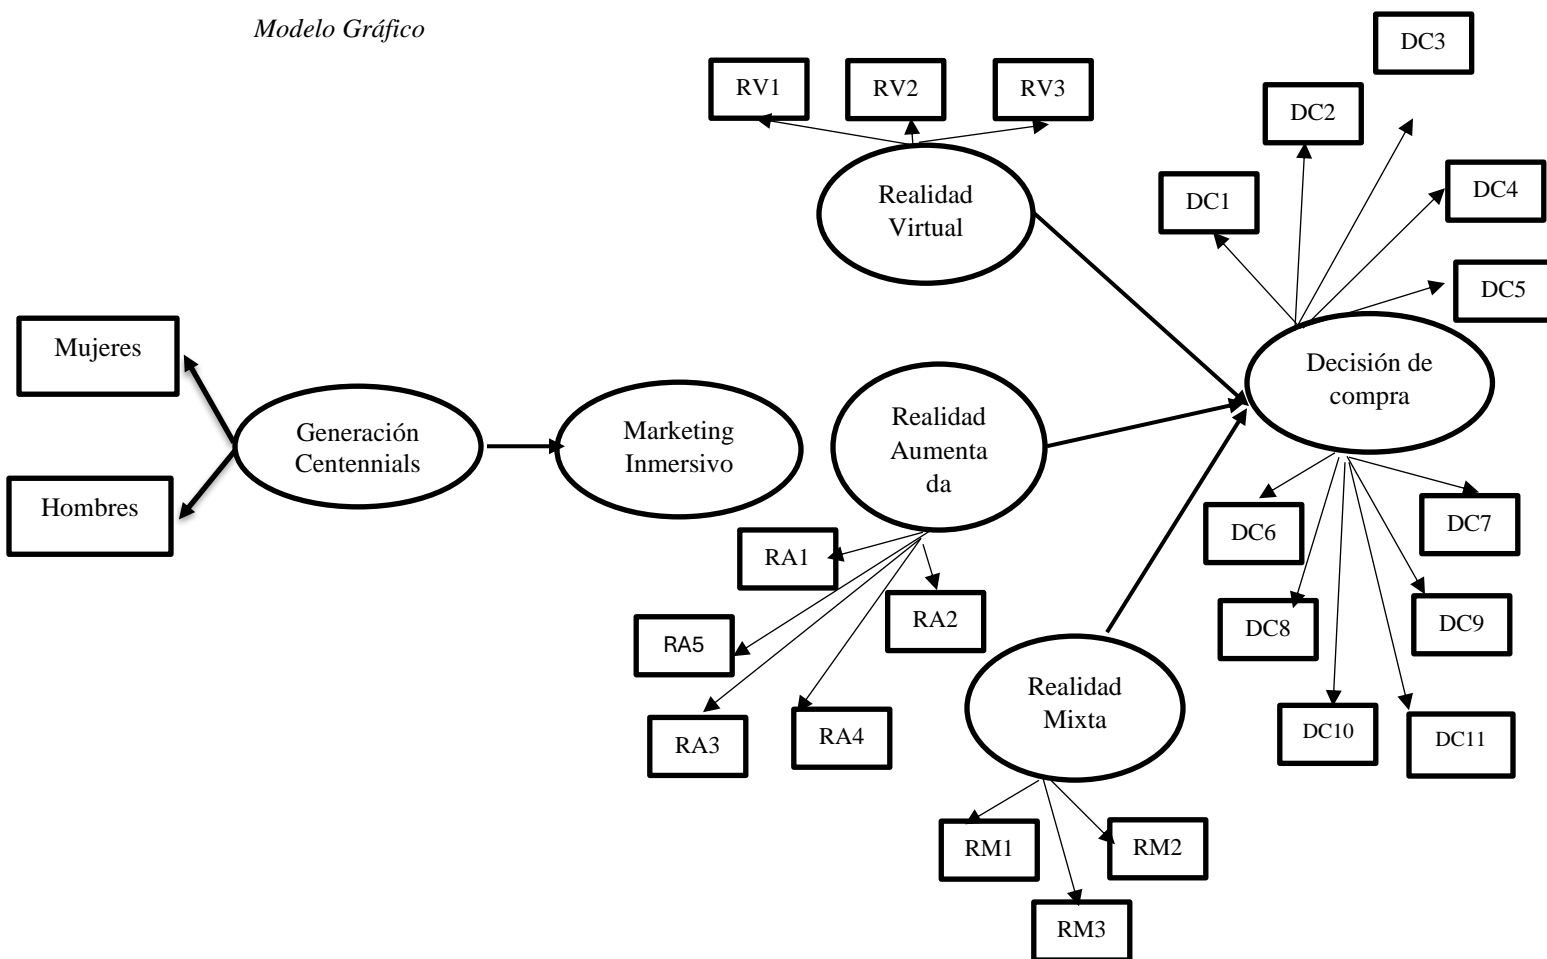 Modelo Gráfico
DC3
RV1
RV2
RV3
DC2
DC1
DC4
Realidad
Virtual
DC5
Mujeres
Decisión de
compra
Generación
Centennials
Marketing
Inmersivo
Realidad
Aumenta
da
Hombres
DC6
DC7
RA1
RA2
DC8
DC9
RA5
Realidad
Mixta
RA3
RA4
DC10
DC11
RM1
RM2
RM3